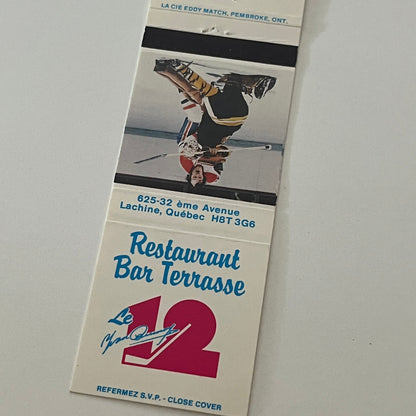 LA CIE EDDY MATCH, PEMBROKE, ONT.
625-32 ème Avenue
Lachine, Québec H8T 3G6
Restaurant
Bar Terrasse
Le
12
REFERMEZ S.V.P. - CLOSE COVER